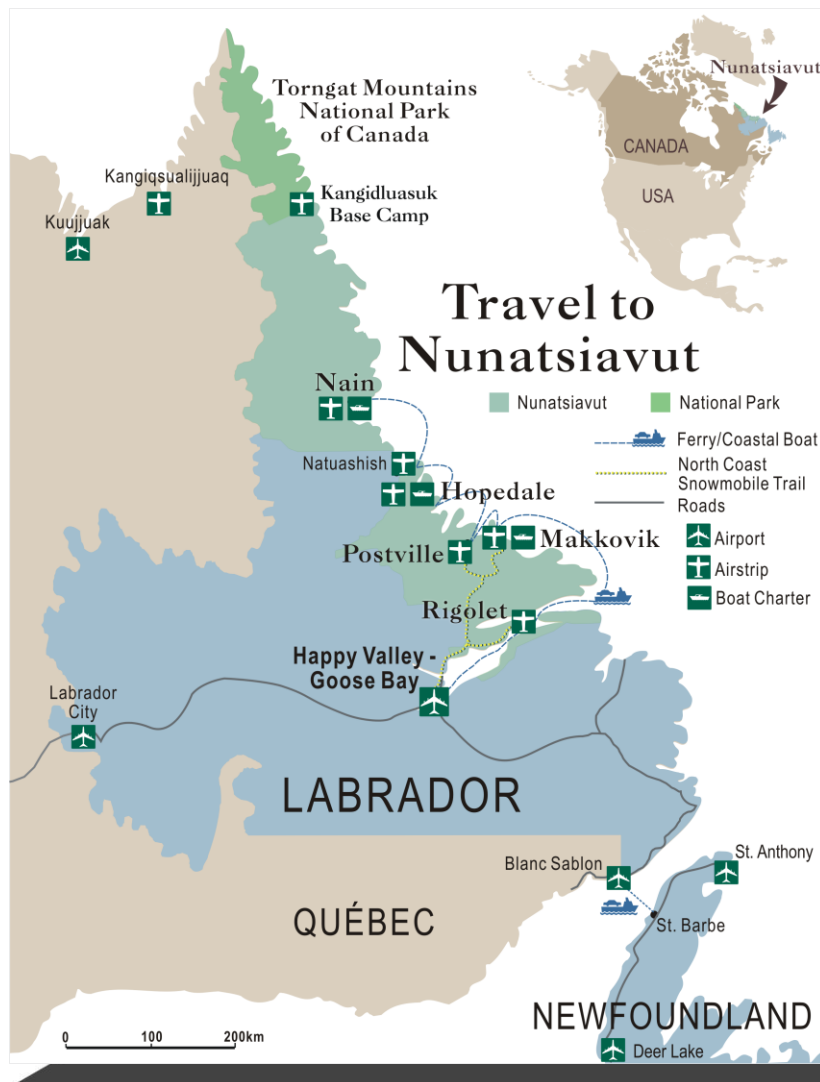 Torngat Mountains
National Park
of Canada
Nunatsiavut
CANADA
USA
Kangiqsualijjuaq
Kuujjuak
Kangidluasuk
Base Camp
Travel to
Nunatsiavut
Nunatsiavut
National Park
Ferry/Coastal Boat
North Coast
Snowmobile Trail
Roads
Airport
Airstrip
Boat Charter
Nain
Natuashish
Hopedale
Makkovik
Postville
Rigolet
Happy Valley -
Goose Bay
Labrador
City
LABRADOR
Blanc Sablon
St. Anthony
QUÉBEC
St. Barbe
NEWFOUNDLAND
Deer Lake
0 100 200km